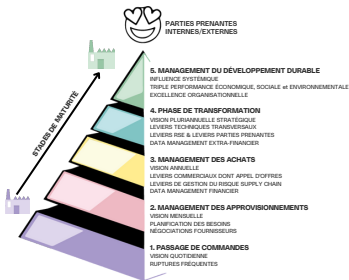 PARTIES PRENANTES
INTERNES/EXTERNES
STADES DE MATURITÉ
5. MANAGEMENT DU DÉVELOPPEMENT DURABLE
INFLUENCE SYSTÉMIQUE
TRIPLE PERFORMANCE ÉCONOMIQUE, SOCIALE et ENVIRONNEMENTALE
EXCELLENCE ORGANISATIONNELLE
4. PHASE DE TRANSFORMATION
VISION PLURIANNUELLE STRATÉGIQUE
LEVIERS TECHNIQUES TRANSVERSAUX
LEVIERS RSE & LEVIERS PARTIES PRENANTES
DATA MANAGEMENT EXTRA-FINANCIER
3. MANAGEMENT DES ACHATS
VISION ANNUELLE
LEVIERS COMMERCIAUX DONT APPEL D'OFFRES
LEVIERS DE GESTION DU RISQUE SUPPLY CHAIN
DATA MANAGEMENT FINANCIER
2. MANAGEMENT DES APPROVISIONNEMENTS
VISION MENSUELLE
PLANIFICATION DES BESOINS
NÉGOCIATIONS FOURNISSEURS
1. PASSAGE DE COMMANDES
VISION QUOTIDIENNE
RUPTURES FRÉQUENTES